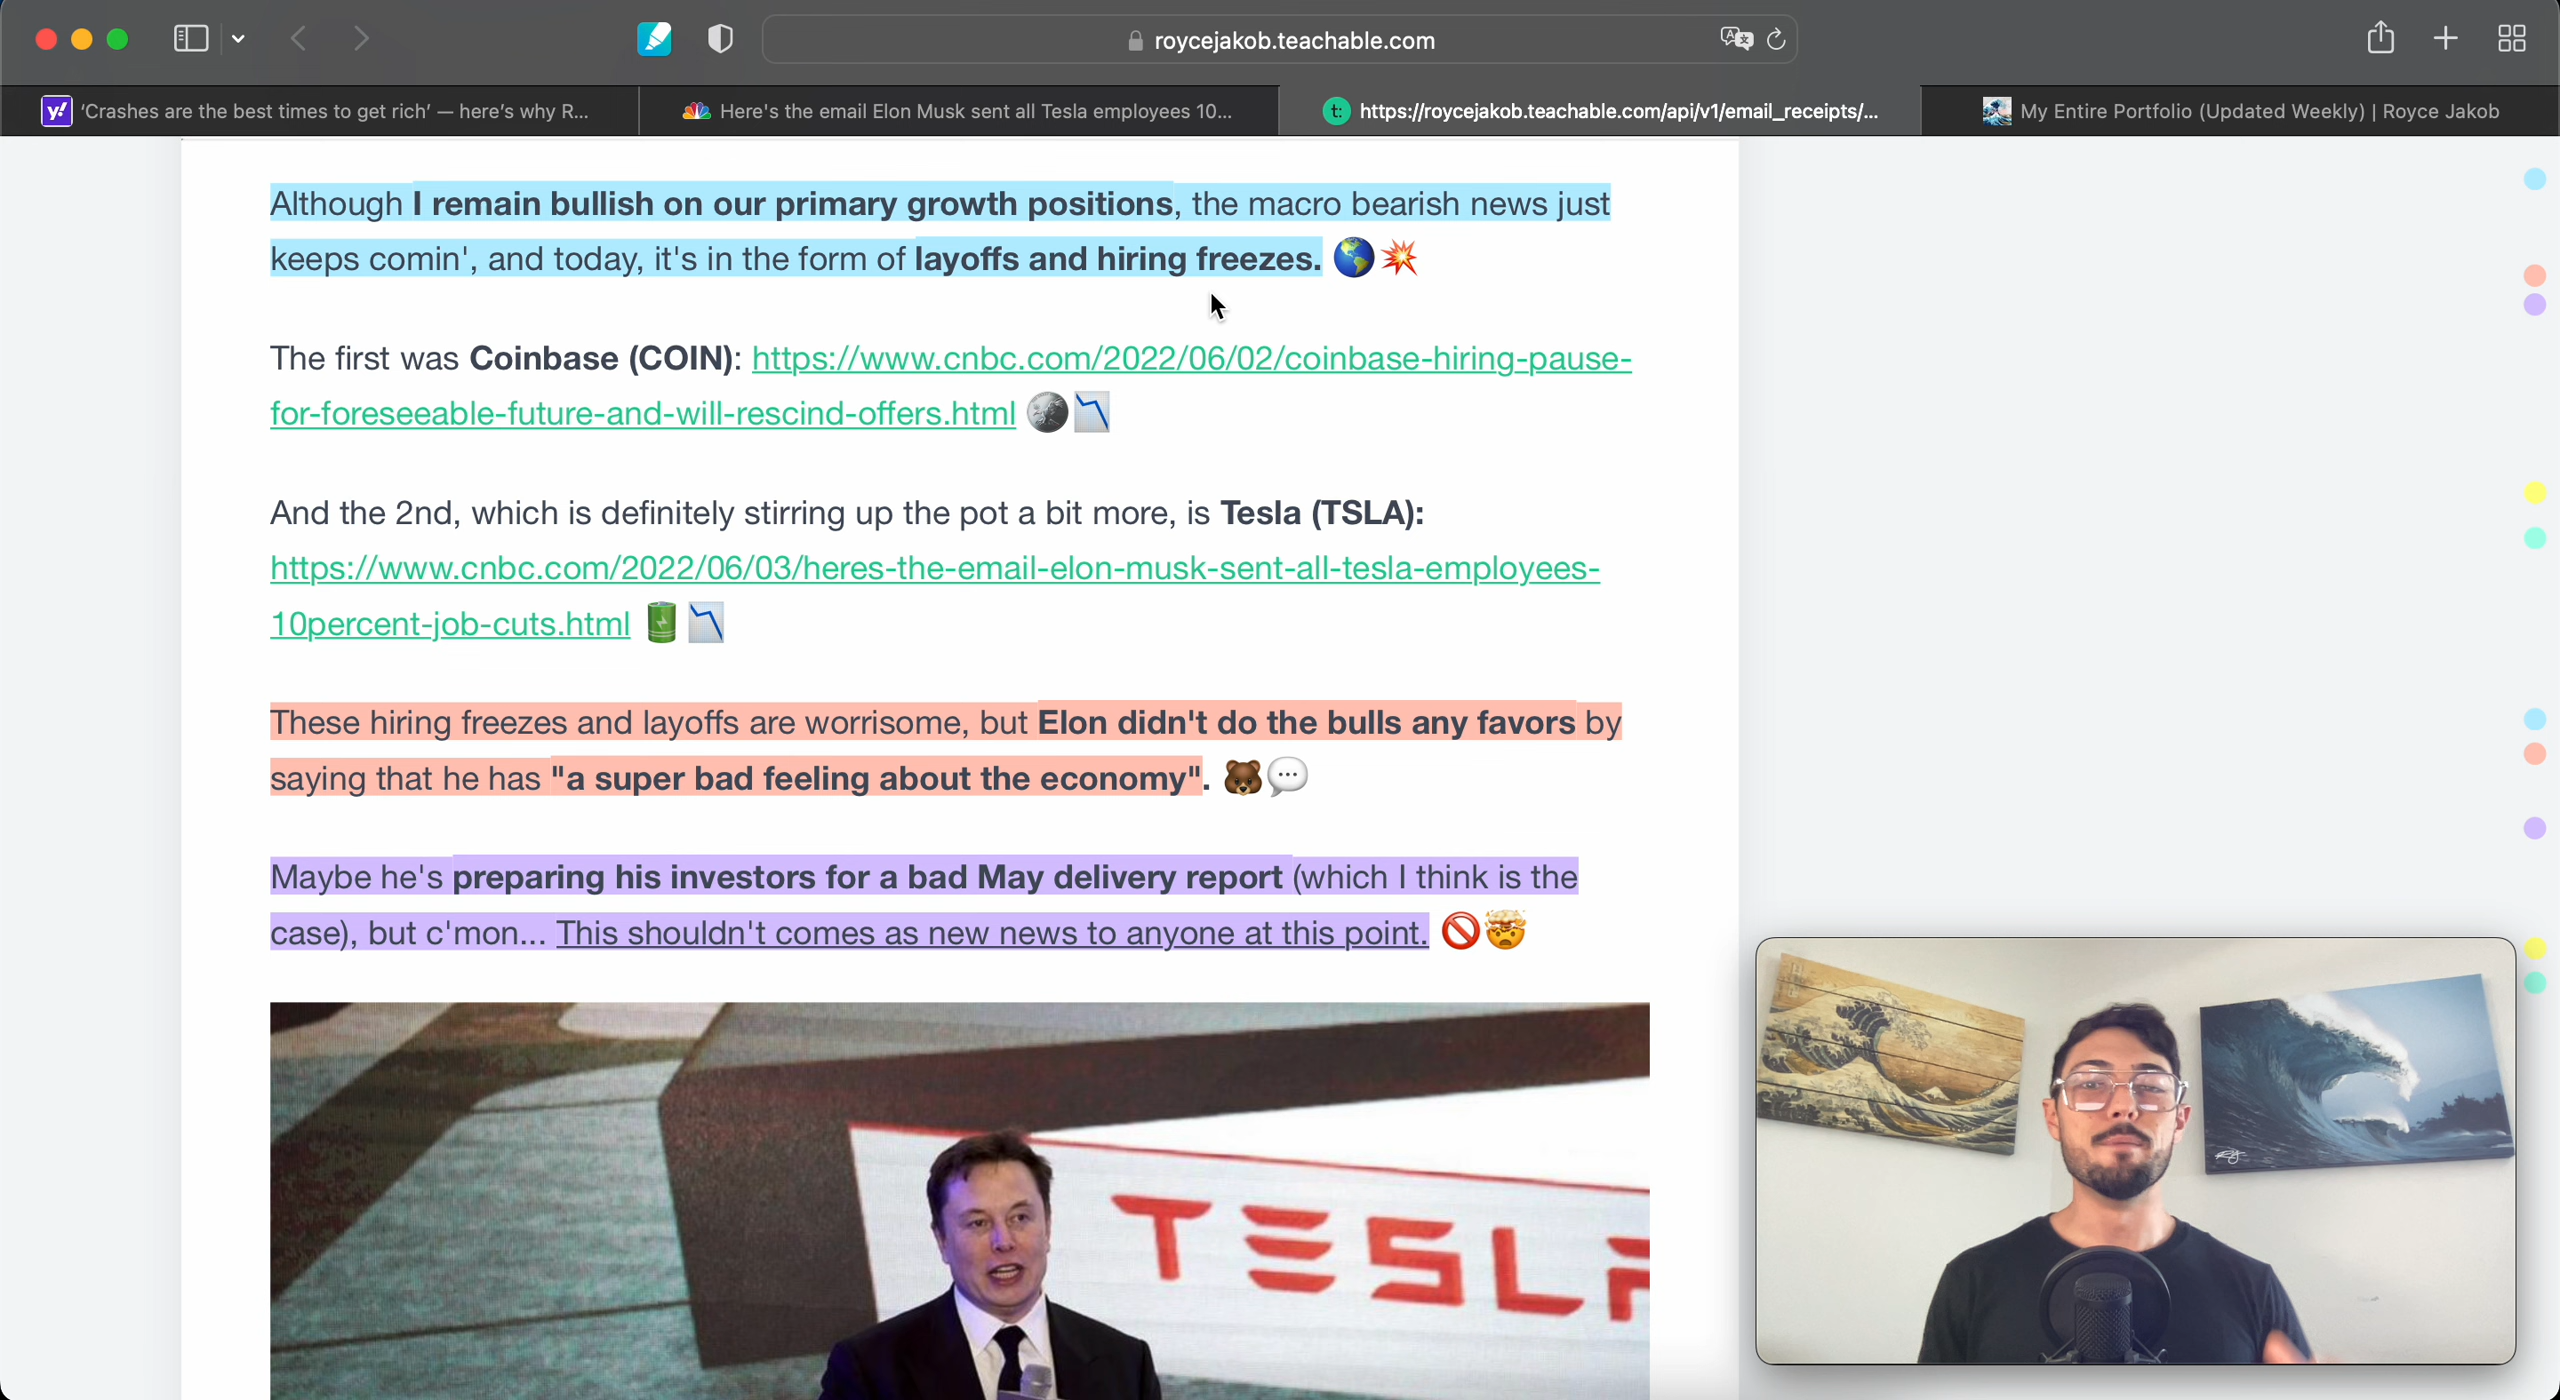 roycejakob.teachable.com
'Crashes are the best times to get rich' — here's why R...
Here's the email Elon Musk sent all Tesla employees 10...
t: https://roycejakob.teachable.com/api/v1/email_receipts/...
My Entire Portfolio (Updated Weekly) | Royce Jakob
Although I remain bullish on our primary growth positions, the macro bearish news just
keeps comin', and today, it's in the form of layoffs and hiring freezes. 🌎💥
The first was Coinbase (COIN): https://www.cnbc.com/2022/06/02/coinbase-hiring-pause-
for-foreseeable-future-and-will-rescind-offers.html 🌚📉
And the 2nd, which is definitely stirring up the pot a bit more, is Tesla (TSLA):
https://www.cnbc.com/2022/06/03/heres-the-email-elon-musk-sent-all-tesla-employees-
10percent-job-cuts.html 🔋📉
These hiring freezes and layoffs are worrisome, but Elon didn't do the bulls any favors by
saying that he has "a super bad feeling about the economy". 🐻💬
Maybe he's preparing his investors for a bad May delivery report (which I think is the
case), but c'mon... This shouldn't comes as new news to anyone at this point. 🚫🤯
TESLA